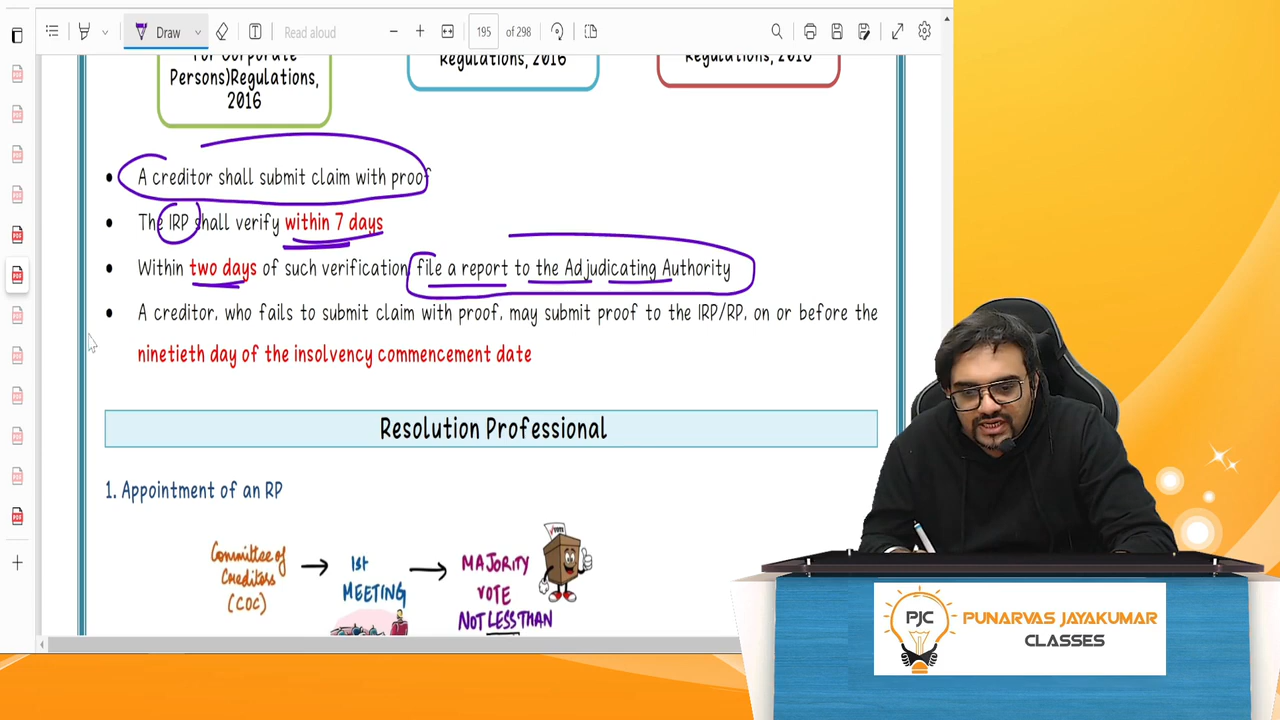 Draw
Read aloud
195
of 298
For Corporate
Persons)Regulations,
2016
Regulations, 2016
Regulations, 2016
• A creditor shall submit claim with proof
• The IRP shall verify within 7 days
• Within two days of such verification file a report to the Adjudicating Authority
• A creditor, who fails to submit claim with proof, may submit proof to the IRP/RP, on or before the
ninetieth day of the insolvency commencement date
Resolution Professional
1. Appointment of an RP
Committee of
Creditors
(COC)
1st
MEETING
MAJORITY
VOTE
NOT LESS THAN
VOTE
PJC
PUNARVAS JAYAKUMAR
CLASSES